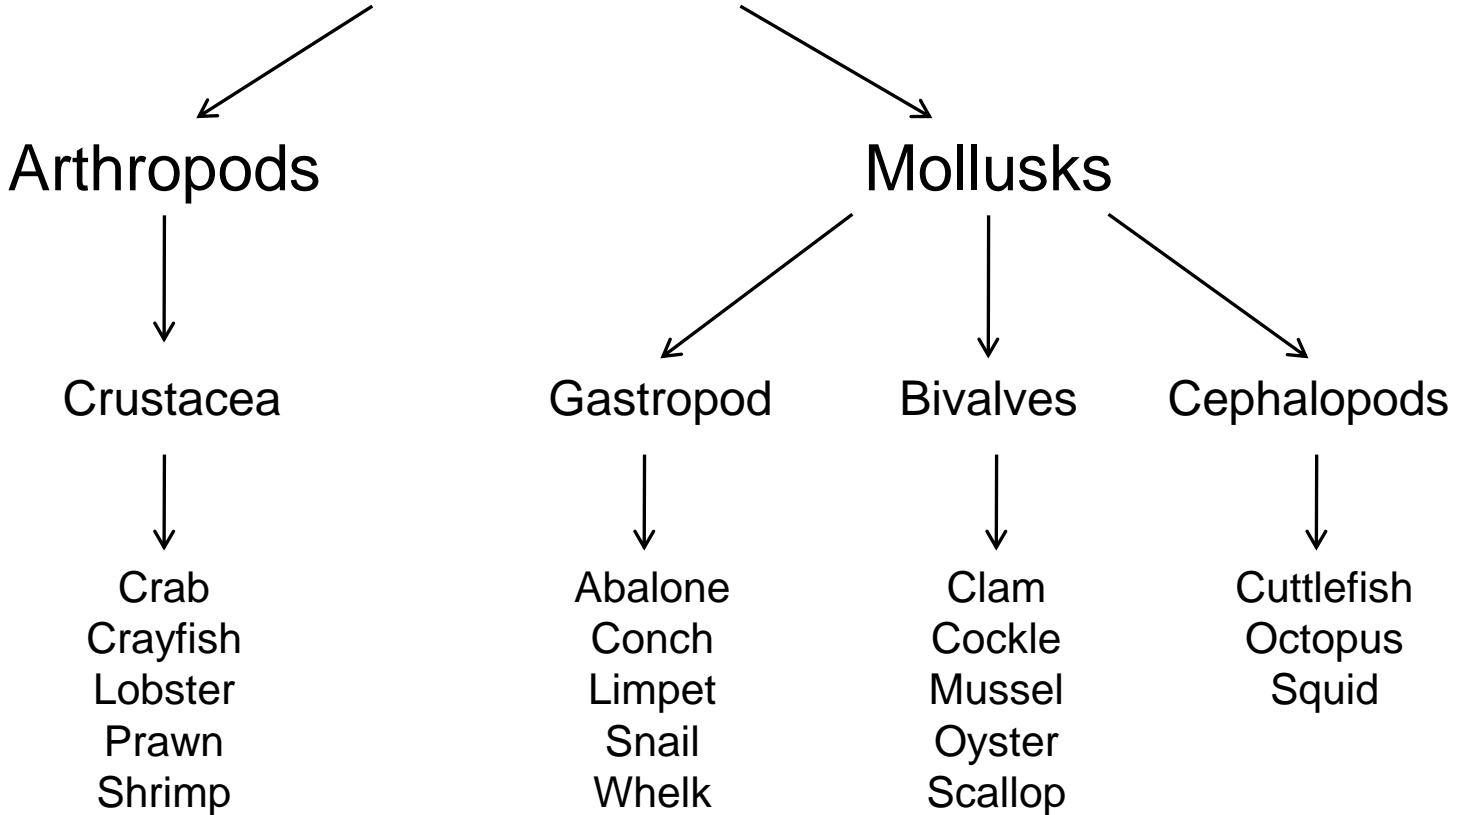 Arthropods Mollusks
Crustacea Gastropod Bivalves Cephalopods
Crab Abalone Clam Cuttlefish
Crayfish Conch Cockle Octopus
Lobster Limpet Mussel Squid
Prawn Snail Oyster
Shrimp Whelk Scallop